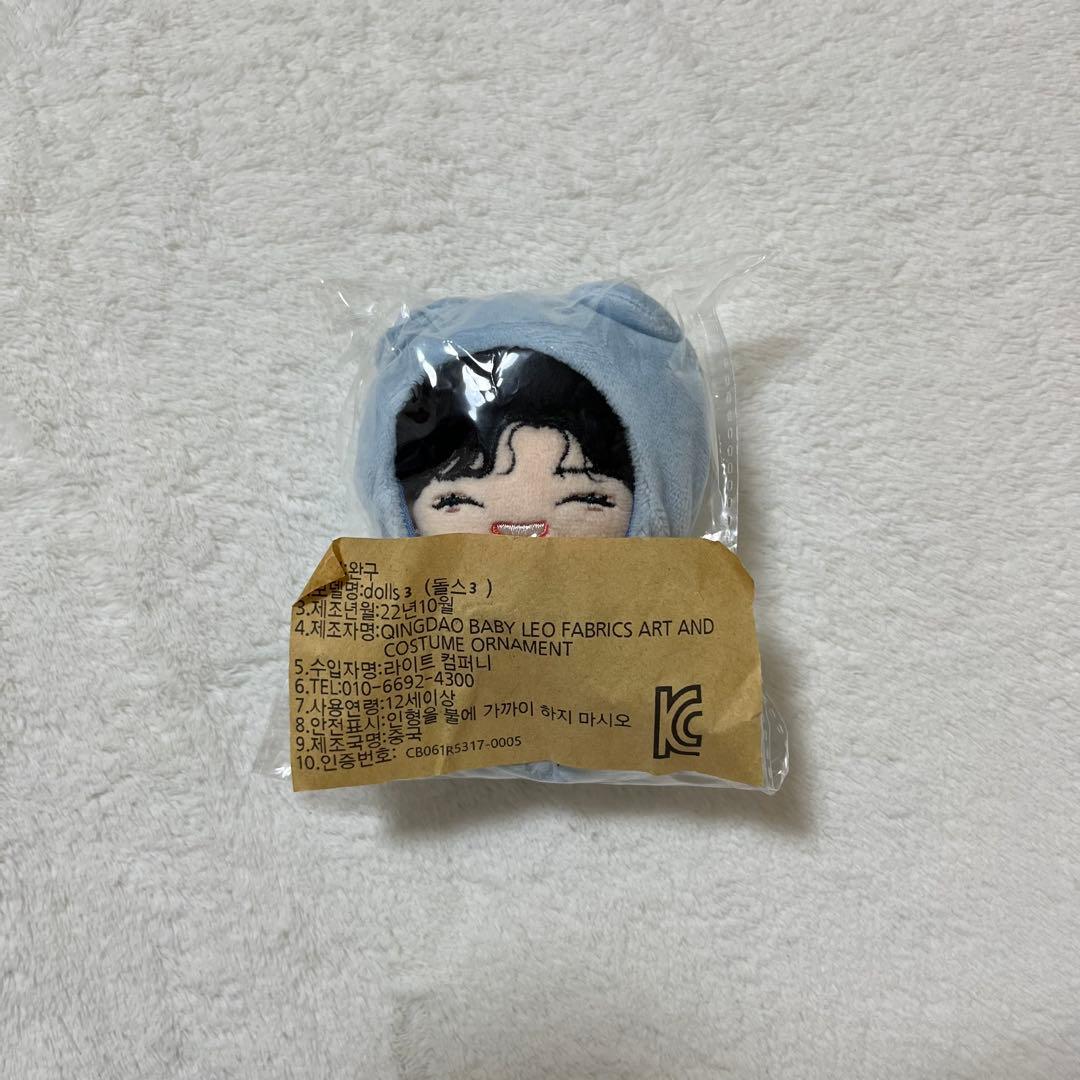 :완구
모델명:dolls3 (돌스3)
3.제조년월:22년10월
4.제조자명:QINGDAO BABY LEO FABRICS ART AND
COSTUME ORNAMENT
5.수입자명:라이트 컴퍼니
6.TEL:010-6692-4300
7.사용연령:12세이상
8.안전표시:인형을 불에 가까이 하지 마시오
9.제조국명:중국
10.인증번호: CB061R5317-0005
KC